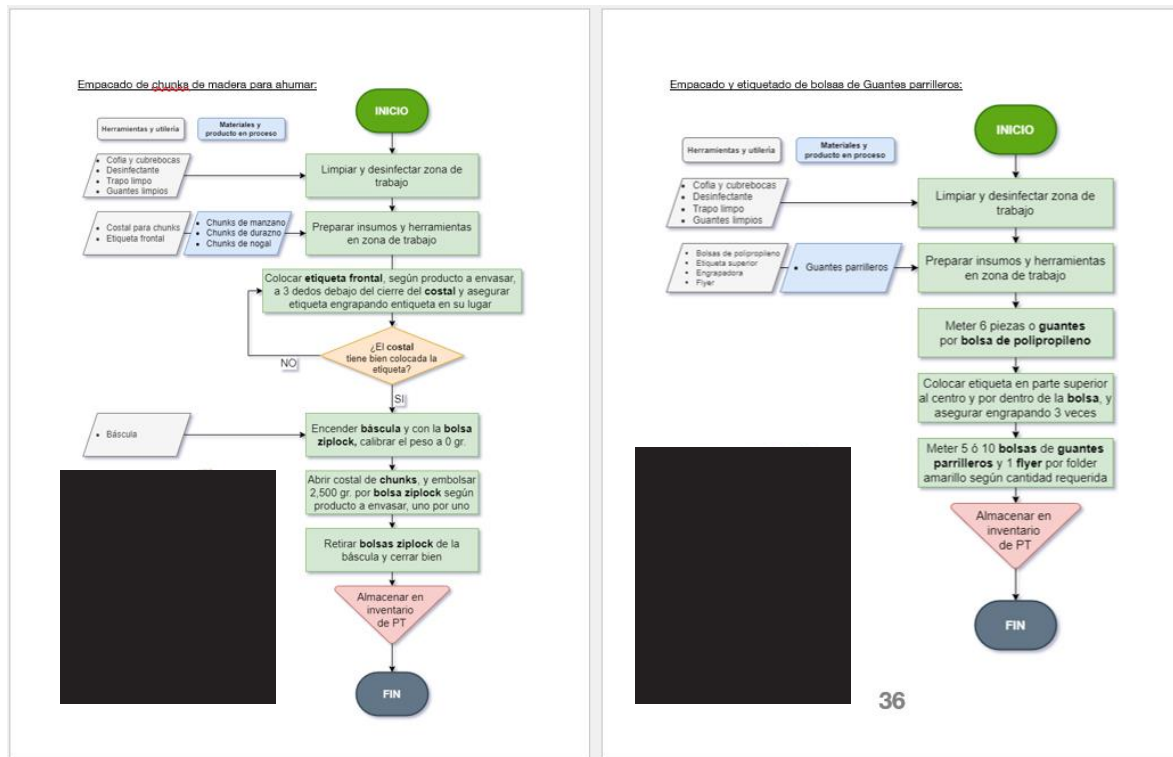 Empacado de chunks de madera para ahumar:
INICIO
Herramientas y utilería
Materiales y
producto en proceso
• Cofia y cubrebocas
• Desinfectante
• Trapo limpo
• Guantes limpios
Limpiar y desinfectar zona de
trabajo
• Costal para chunks
• Etiqueta frontal
• Chunks de manzano
• Chunks de durazno
• Chunks de nogal
Preparar insumos y herramientas
en zona de trabajo
Colocar etiqueta frontal, según producto a envasar,
a 3 dedos debajo del cierre del costal y asegurar
etiqueta engrapando entiqueta en su lugar
¿El costal
tiene bien colocada la
etiqueta?
NO
SI
• Báscula
Encender báscula y con la bolsa
ziplock, calibrar el peso a 0 gr.
Abrir costal de chunks, y embolsar
2,500 gr. por bolsa ziplock según
producto a envasar, uno por uno
Retirar bolsas ziplock de la
báscula y cerrar bien
Almacenar en
inventario
de PT
FIN
Empacado y etiquetado de bolsas de Guantes parrilleros:
INICIO
Herramientas y utilería
Materiales y
producto en proceso
• Cofia y cubrebocas
• Desinfectante
• Trapo limpo
• Guantes limpios
Limpiar y desinfectar zona de
trabajo
• Bolsas de polipropileno
• Etiqueta superior
• Engrapadora
• Flyer
• Guantes parrilleros
Preparar insumos y herramientas
en zona de trabajo
Meter 6 piezas o guantes
por bolsa de polipropileno
Colocar etiqueta en parte superior
al centro y por dentro de la bolsa, y
asegurar engrapando 3 veces
Meter 5 ó 10 bolsas de guantes
parrilleros y 1 flyer por folder
amarillo según cantidad requerida
Almacenar en
inventario
de PT
FIN
36